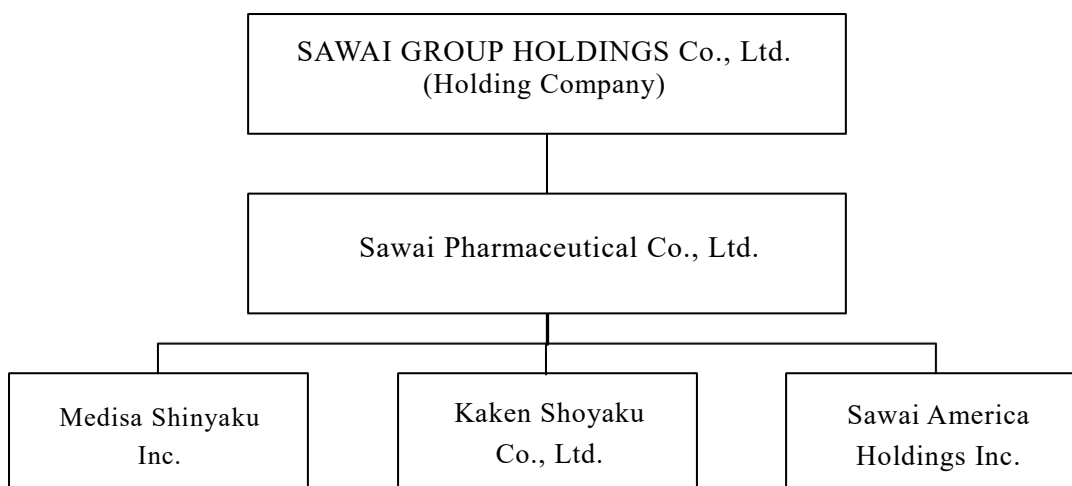 SAWAI GROUP HOLDINGS Co., Ltd.
(Holding Company)
Sawai Pharmaceutical Co., Ltd.
Medisa Shinyaku
Inc.
Kaken Shoyaku
Co., Ltd.
Sawai America
Holdings Inc.